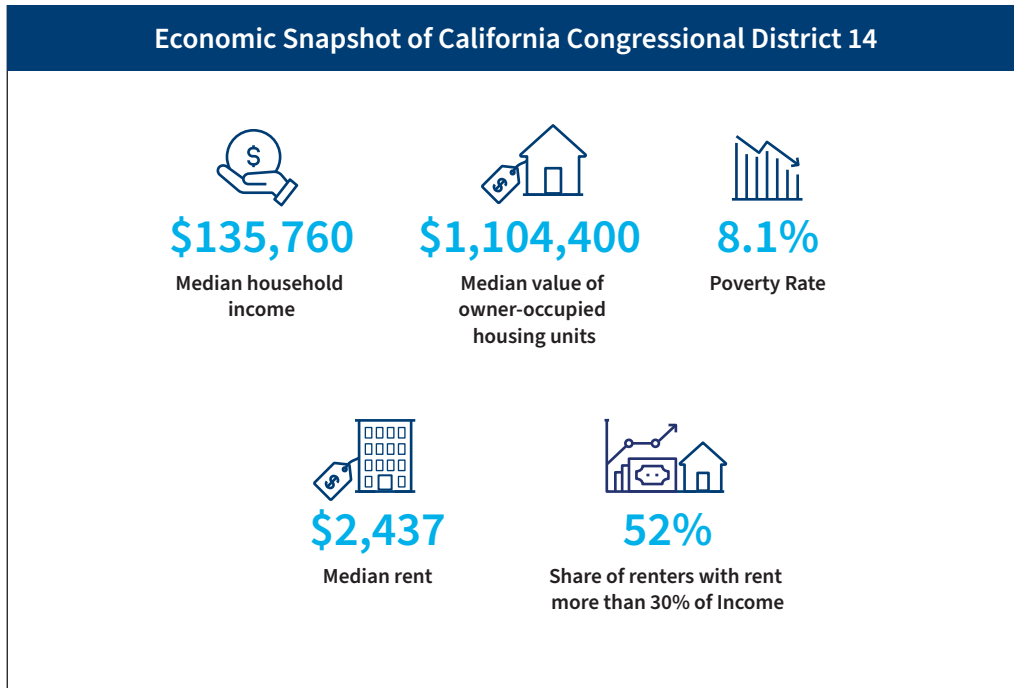 Economic Snapshot of California Congressional District 14
$
$
$135,760
$1,104,400
8.1%
Median household
income
Median value of
owner-occupied
housing units
Poverty Rate
$
$2,437
52%
Median rent
Share of renters with rent
more than 30% of Income